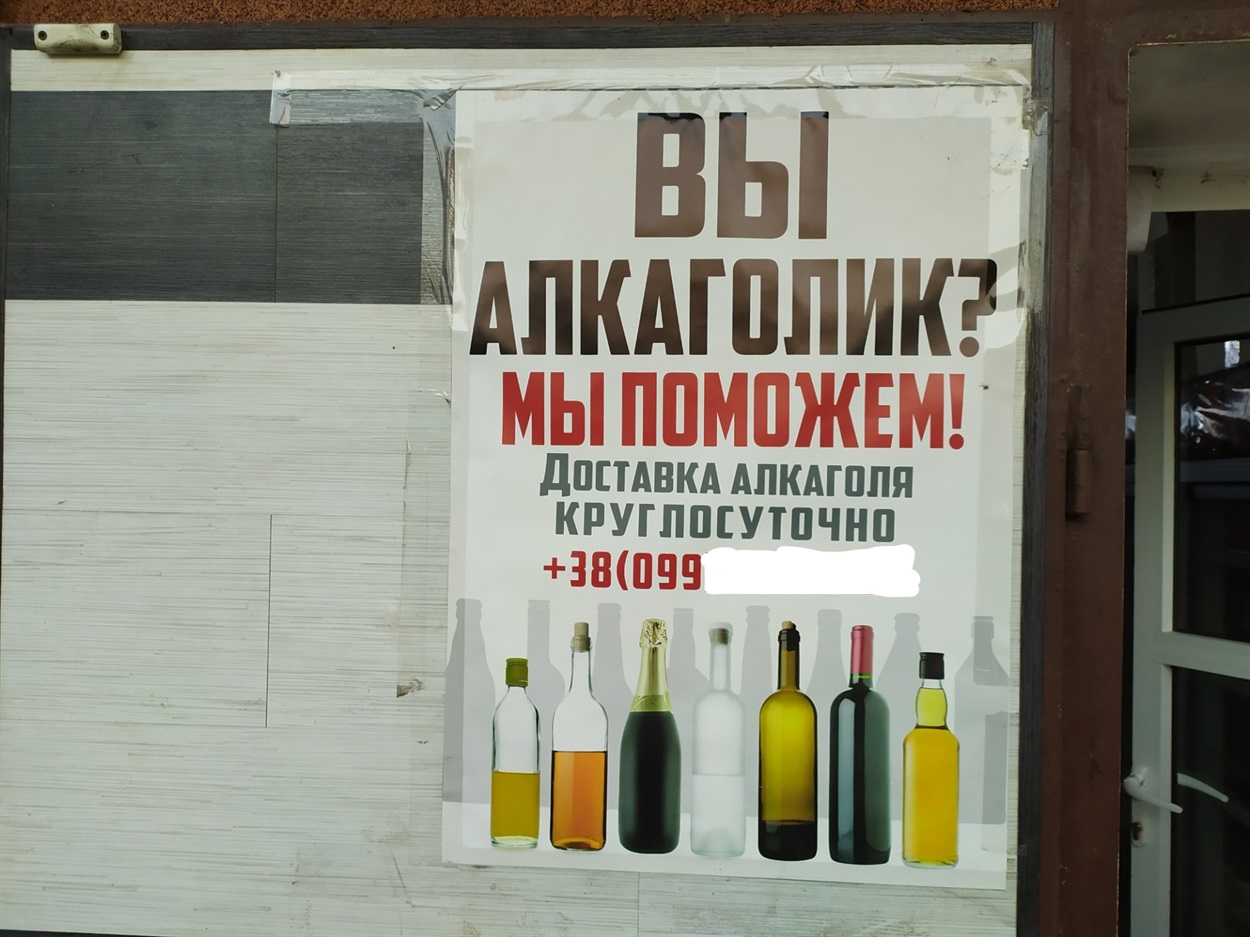 ВЫ
АЛКАГОЛИК?
МЫ ПОМОЖЕМ!
ДОСТАВКА АЛКАГОЛЯ
КРУГЛОСУТОЧНО
+38(099